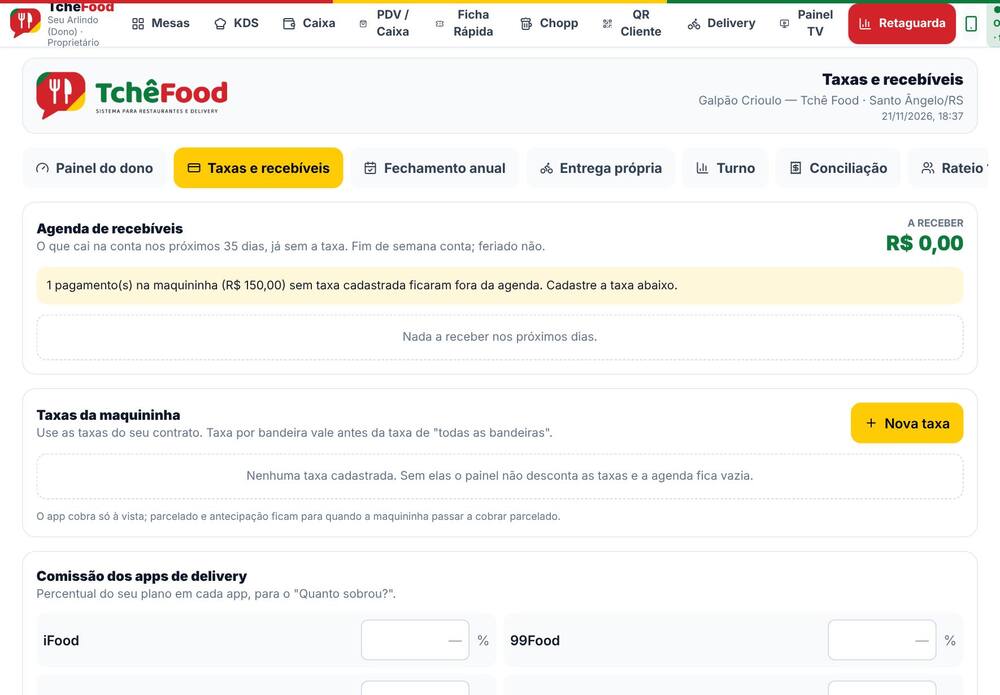 TchêFood
Seu Arlindo
(Dono) ·
Proprietário
Mesas
KDS
Caixa
PDV /
Caixa
Ficha
Rápida
Chopp
QR
Cliente
Delivery
Painel
TV
Retaguarda
TchêFood
SISTEMA PARA RESTAURANTES E DELIVERY
Taxas e recebíveis
Galpão Crioulo — Tchê Food · Santo Ângelo/RS
21/11/2026, 18:37
Painel do dono
Taxas e recebíveis
Fechamento anual
Entrega própria
Turno
Conciliação
Rateio
Agenda de recebíveis
O que cai na conta nos próximos 35 dias, já sem a taxa. Fim de semana conta; feriado não.
A RECEBER
R$ 0,00
1 pagamento(s) na maquininha (R$ 150,00) sem taxa cadastrada ficaram fora da agenda. Cadastre a taxa abaixo.
Nada a receber nos próximos dias.
Taxas da maquininha
Use as taxas do seu contrato. Taxa por bandeira vale antes da taxa de "todas as bandeiras".
+ Nova taxa
Nenhuma taxa cadastrada. Sem elas o painel não desconta as taxas e a agenda fica vazia.
O app cobra só à vista; parcelado e antecipação ficam para quando a maquininha passar a cobrar parcelado.
Comissão dos apps de delivery
Percentual do seu plano em cada app, para o "Quanto sobrou?".
iFood — %
99Food — %